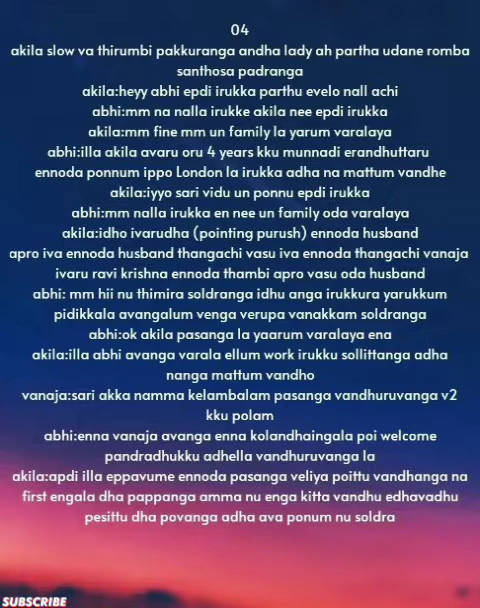 04
akila slow va thirumbi pakkuranga andha lady ah partha udane romba
santhosa padranga
akila:heyy abhi epdi irukka parthu evelo nall achi
abhi:mm na nalla irukke akila nee epdi irukka
akila:mm fine mm un family la yarum varalaya
abhi:illa akila avaru oru 4 years kku munnadi erandhuttaru
ennoda ponnum ippo London la irukka adha na mattum vandhe
akila:iyyo sari vidu un ponnu epdi irukka
abhi:mm nalla irukka en nee un family oda varalaya
akila:idho ivarudha (pointing purush) ennoda husband
apro iva ennoda husband thangachi vasu iva ennoda thangachi vanaja
ivaru ravi krishna ennoda thambi apro vasu oda husband
abhi: mm hii nu thimira soldranga idhu anga irukkura yarukkum
pidikkala avangalum venga verupa vanakkam soldranga
abhi:ok akila pasanga la yaarum varalaya ena
akila:illa abhi avanga varala ellum work irukku sollittanga adha
nanga mattum vandho
vanaja:sari akka namma kelambalam pasanga vandhuruvanga v2
kku polam
abhi:enna vanaja avanga enna kolandhaingala poi welcome
pandradhukku adhella vandhuruvanga la
akila:apdi illa eppavume ennoda pasanga veliya poittu vandhanga na
first engala dha pappanga amma nu enga kitta vandhu edhavadhu
pesittu dha povanga adha ava ponum nu soldra
SUBSCRIBE